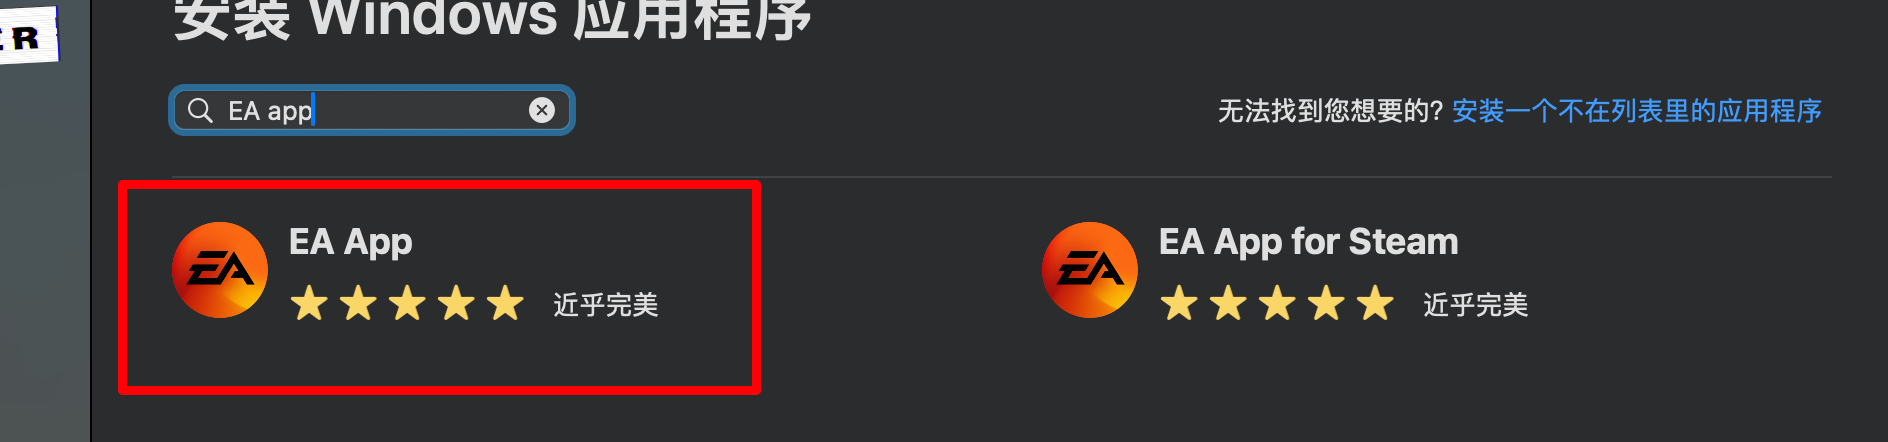 安装 Windows 应用程序
ER
EA app
无法找到您想要的? 安装一个不在列表里的应用程序
EA
EA App
近乎完美
EA
EA App for Steam
近乎完美